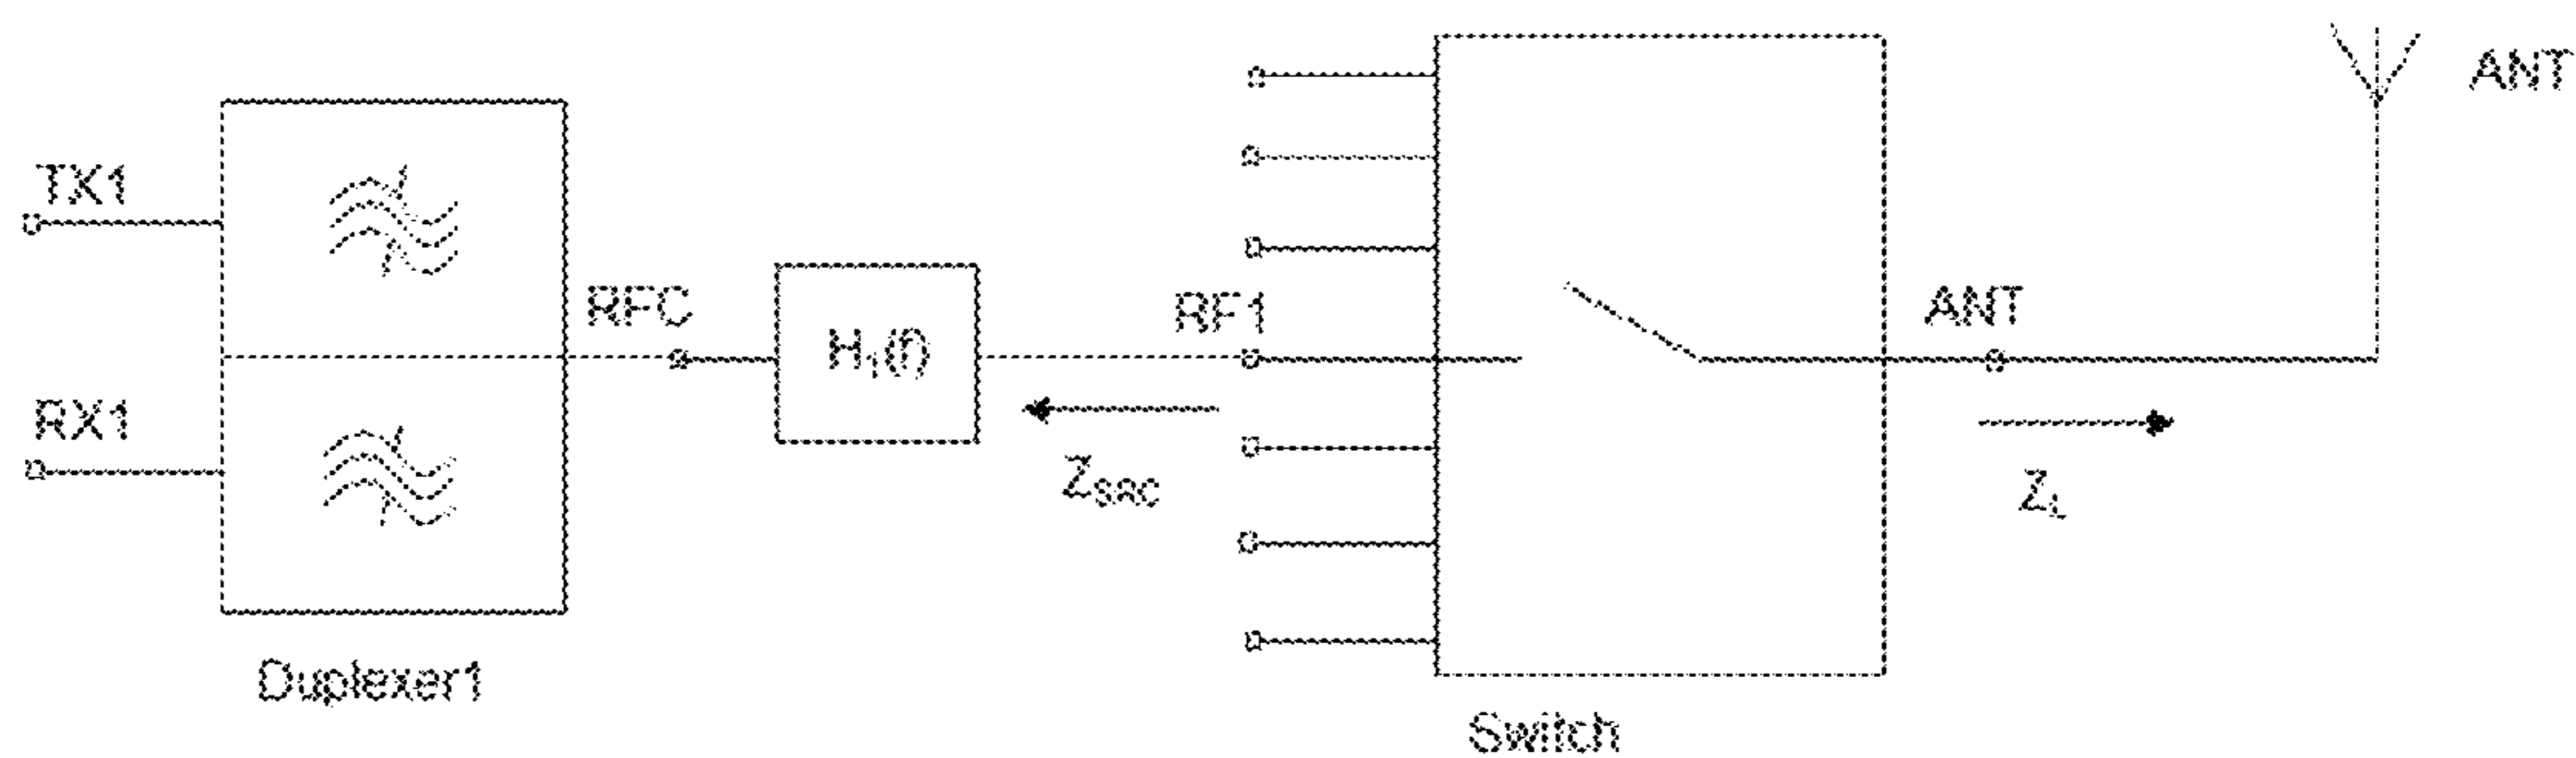 ANT
TX1
RFC
RF1
ANT
H1(f)
RX1
ZSRC
ZL
Duplexer1
Switch